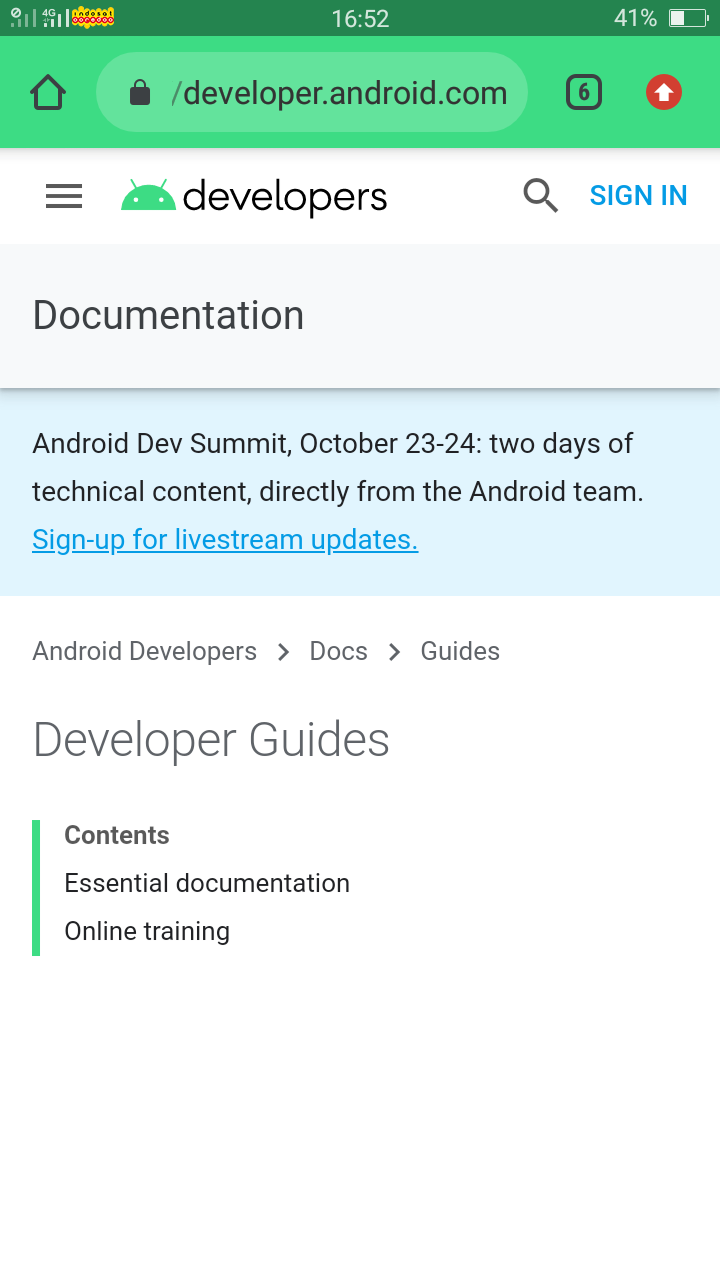 4G indosat ooredoo 16:52 41%
/developer.android.com 6
developers SIGN IN
Documentation
Android Dev Summit, October 23-24: two days of
technical content, directly from the Android team.
Sign-up for livestream updates.
Android Developers > Docs > Guides
Developer Guides
Contents
Essential documentation
Online training